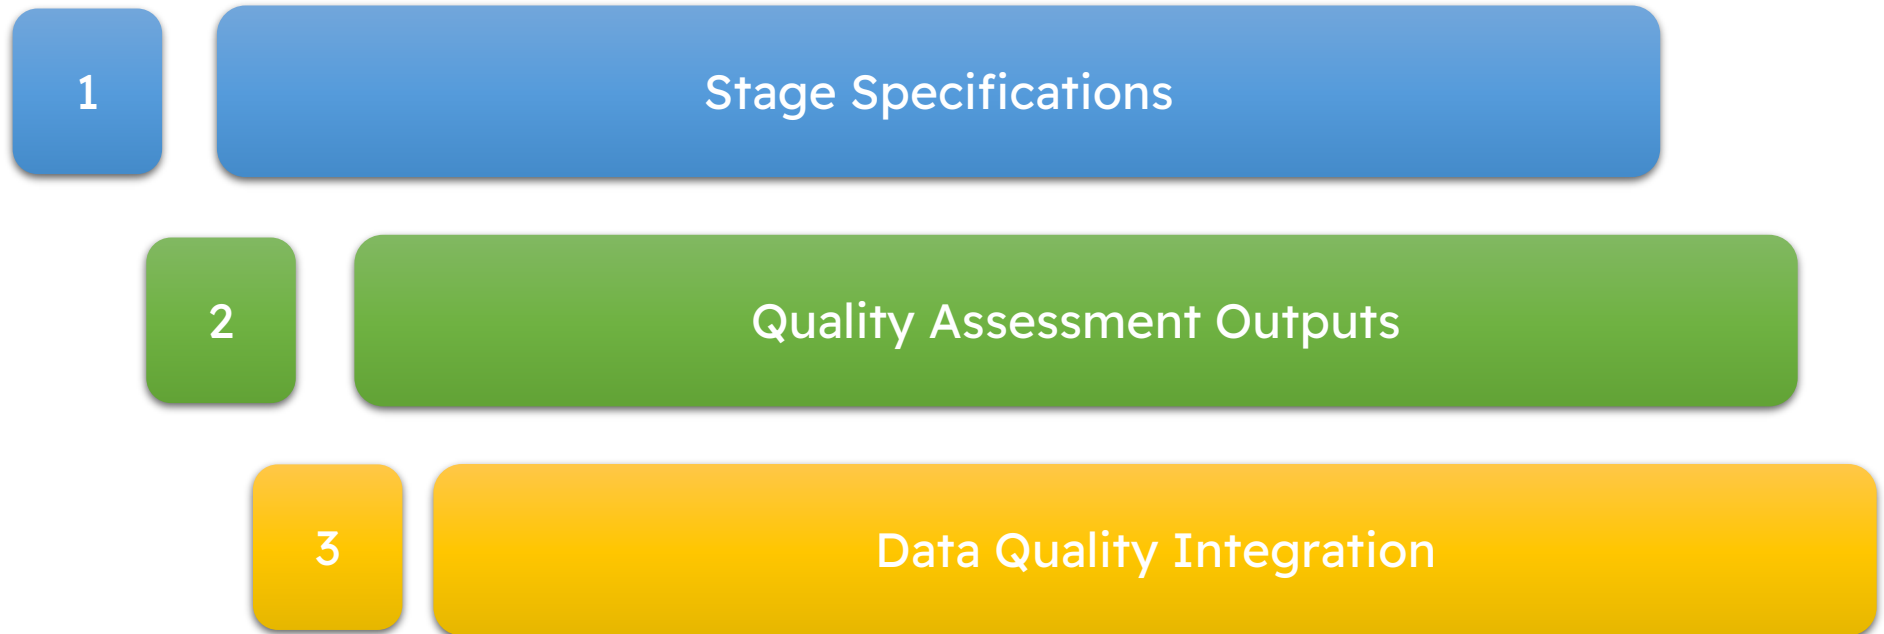 1
Stage Specifications
2
Quality Assessment Outputs
3
Data Quality Integration